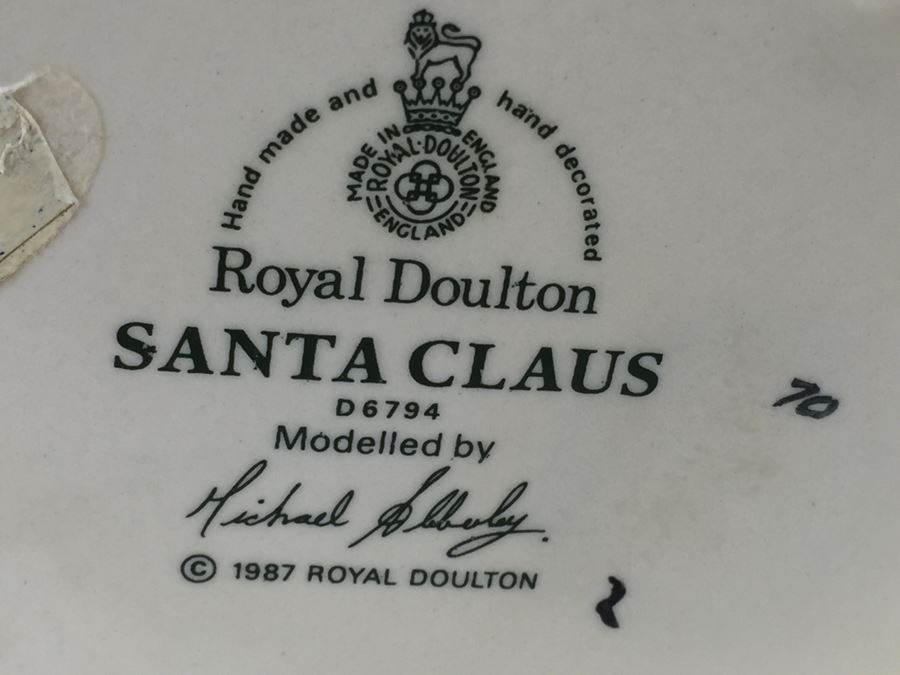 Hand made and hand decorated
MADE IN ENGLAND
ROYAL·DOULTON
ENGLAND
Royal Doulton
SANTA CLAUS
D6794
Modelled by
Michael Abberley.
© 1987 ROYAL DOULTON
70